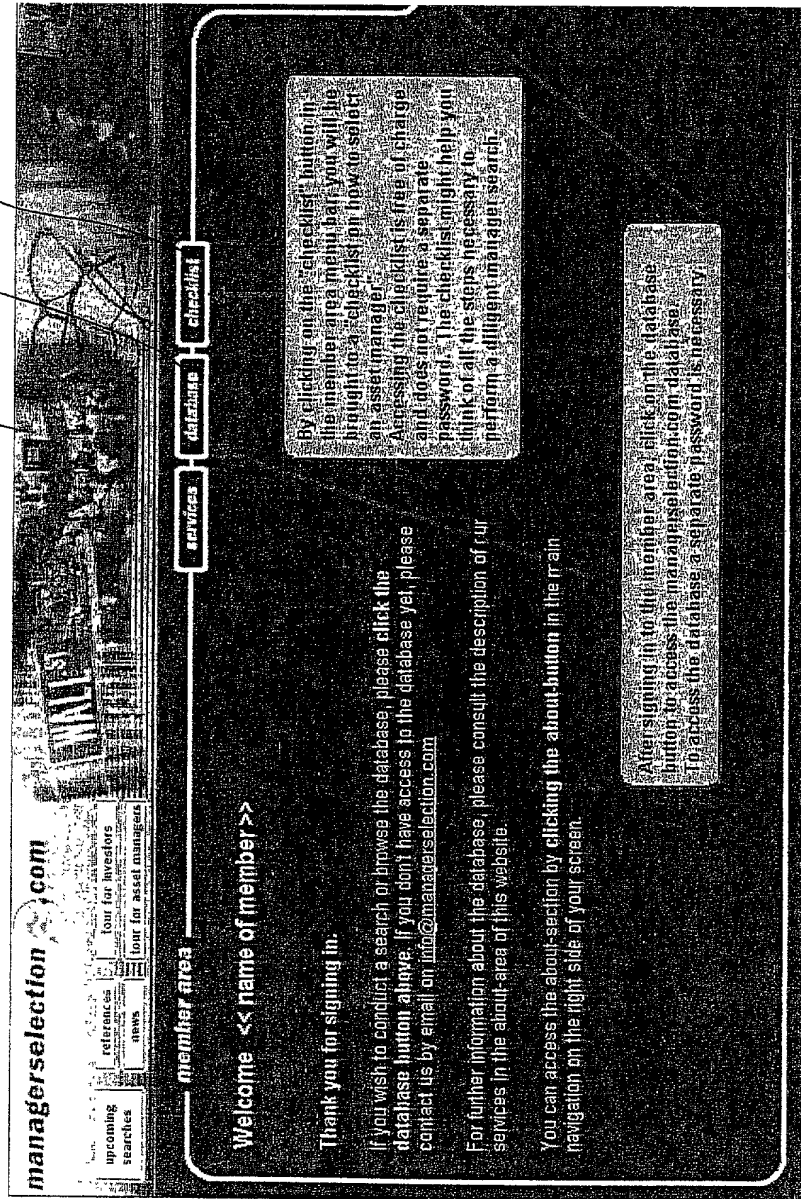 managerselection.com
upcoming
searches
references
news
tour for investors
tour for asset managers
WALL ST
member area
services
database
checklist
Welcome << name of member>>
Thank you for signing in.
If you wish to conduct a search or browse the database, please click the
database button above. If you don't have access to the database yet, please
contact us by email on info@managerselection.com
For further information about the database, please consult the description of our
services in the about-area of this website.
You can access the about-section by clicking the about-button in the main
navigation on the right side of your screen.
By clicking on the "checklist" button in
the member area menu bar, you will be
brought to a "checklist on how to select
an asset manager."
Accessing the checklist is free of charge
and does not require a separate
password. The checklist might help you
think of all the steps necessary to
perform a diligent manager search.
After signing in to the member area, click on the database
button to access the managerselection.com database.
To access the database a separate password is necessary.